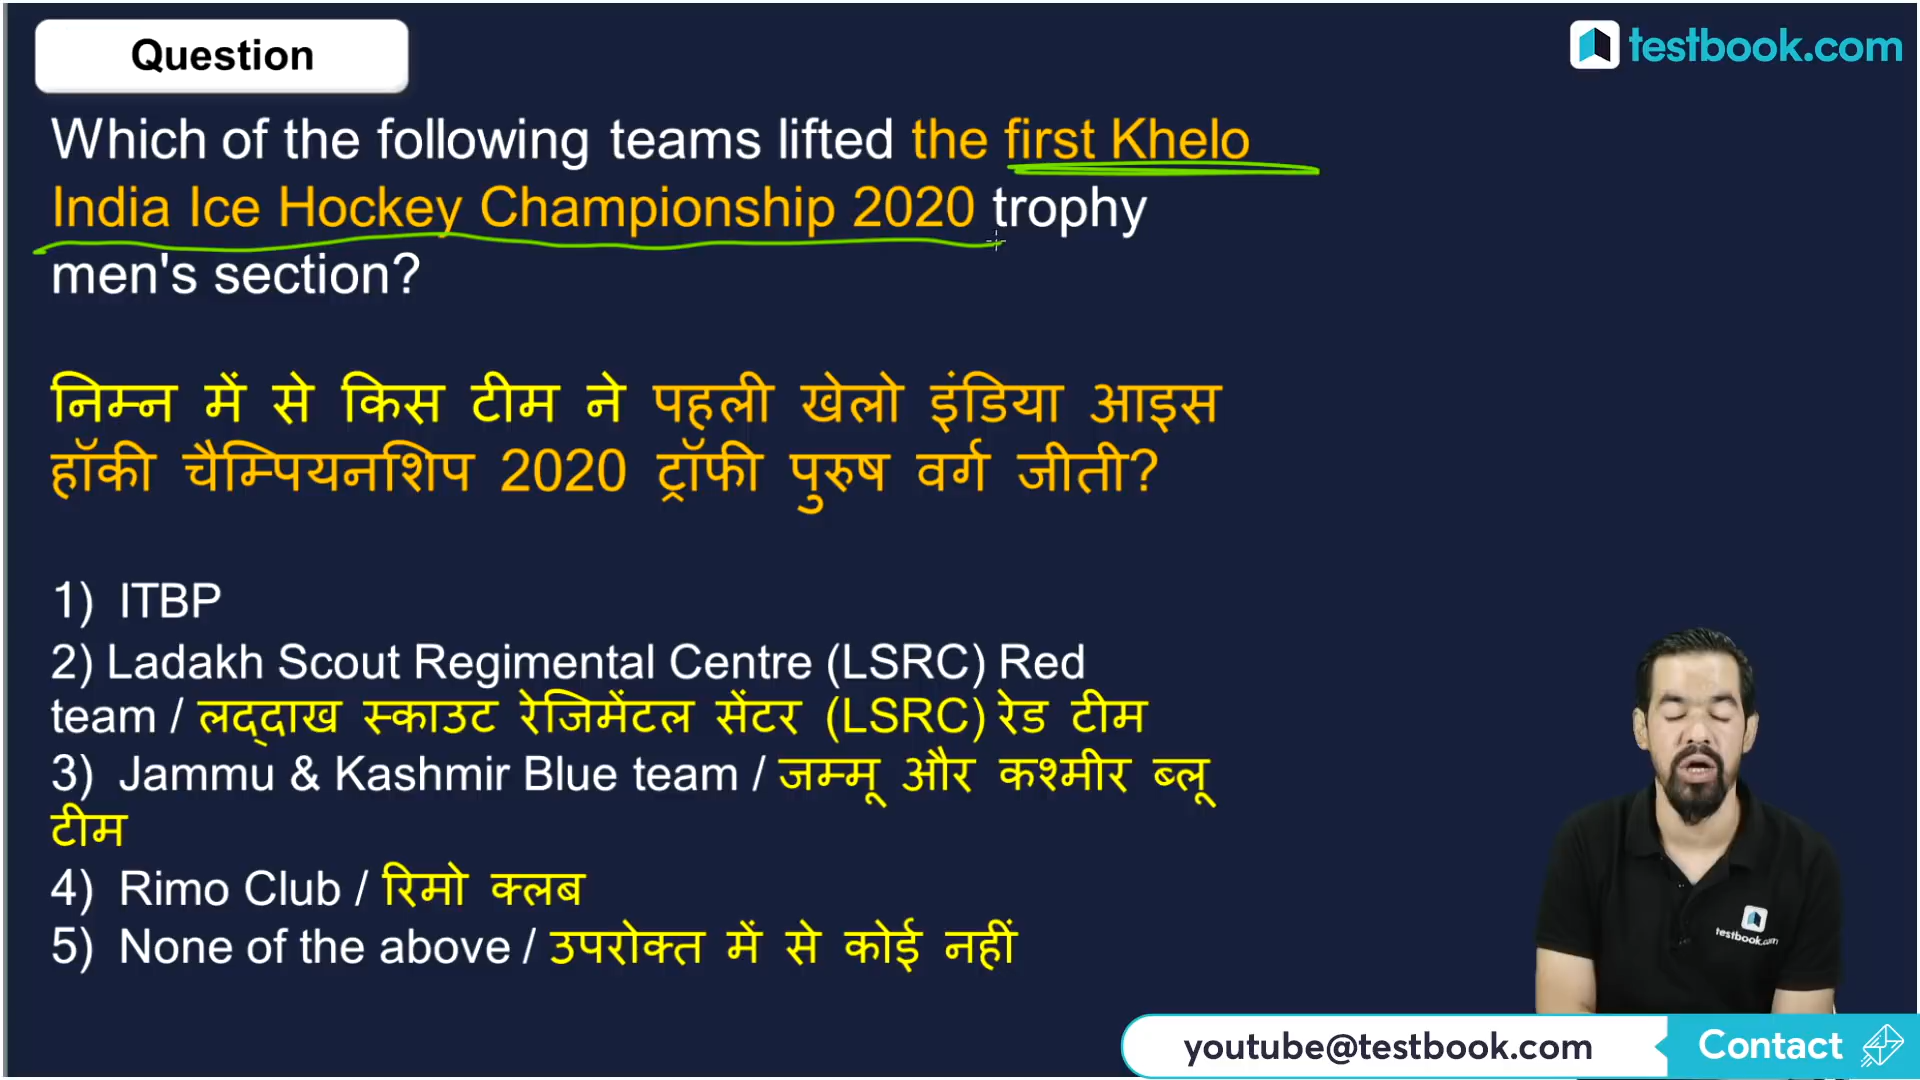 Question
testbook.com
Which of the following teams lifted the first Khelo
India Ice Hockey Championship 2020 trophy
men's section?
निम्न में से किस टीम ने पहली खेलो इंडिया आइस
हॉकी चैम्पियनशिप 2020 ट्रॉफी पुरुष वर्ग जीती?
1) ITBP
2) Ladakh Scout Regimental Centre (LSRC) Red
team / लद्दाख स्काउट रेजिमेंटल सेंटर (LSRC) रेड टीम
3) Jammu & Kashmir Blue team / जम्मू और कश्मीर ब्लू
टीम
4) Rimo Club / रिमो क्लब
5) None of the above / उपरोक्त में से कोई नहीं
testbook.com
youtube@testbook.com
Contact